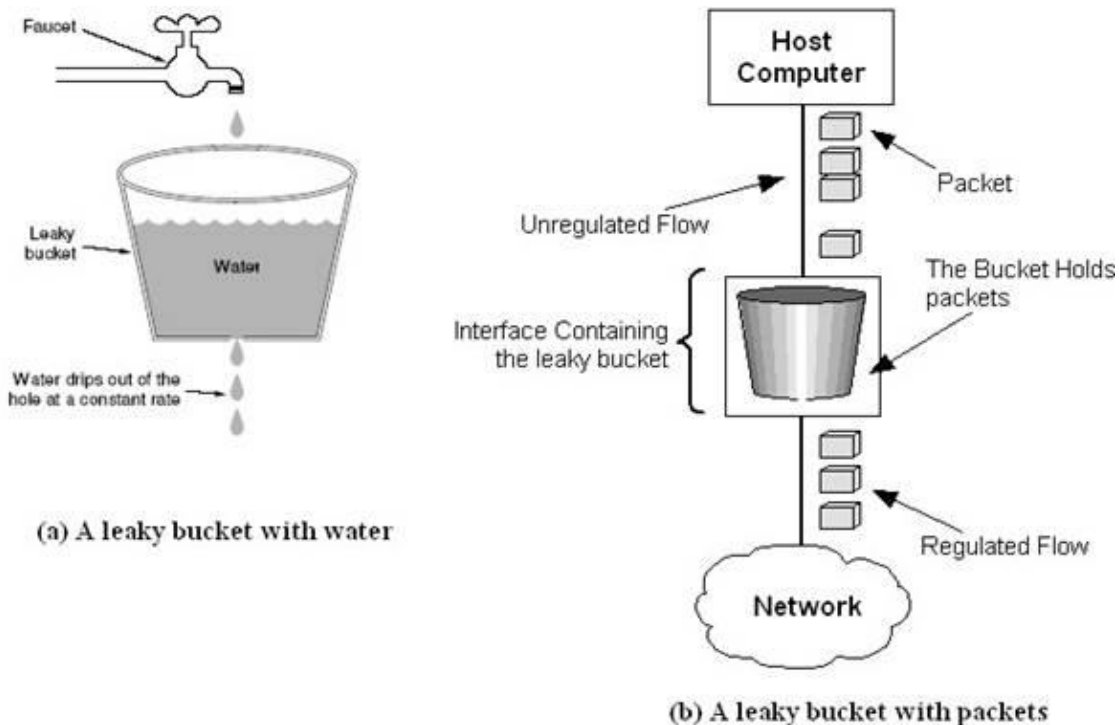 Faucet
Leaky
bucket
Water
Water drips out of the
hole at a constant rate
(a) A leaky bucket with water
Host
Computer
Packet
Unregulated Flow
The Bucket Holds
packets
Interface Containing
the leaky bucket
Regulated Flow
Network
(b) A leaky bucket with packets